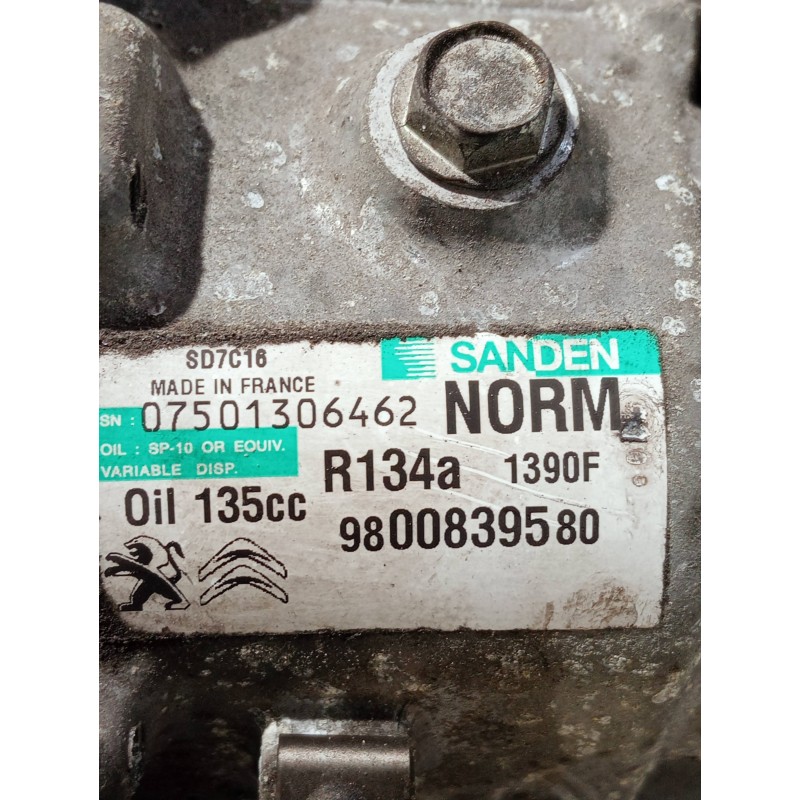 SD7C16
SANDEN
MADE IN FRANCE
SN : 07501306462
NORM
OIL : SP-10 OR EQUIV.
VARIABLE DISP.
R134a
1390F
Oil 135cc
9800839580